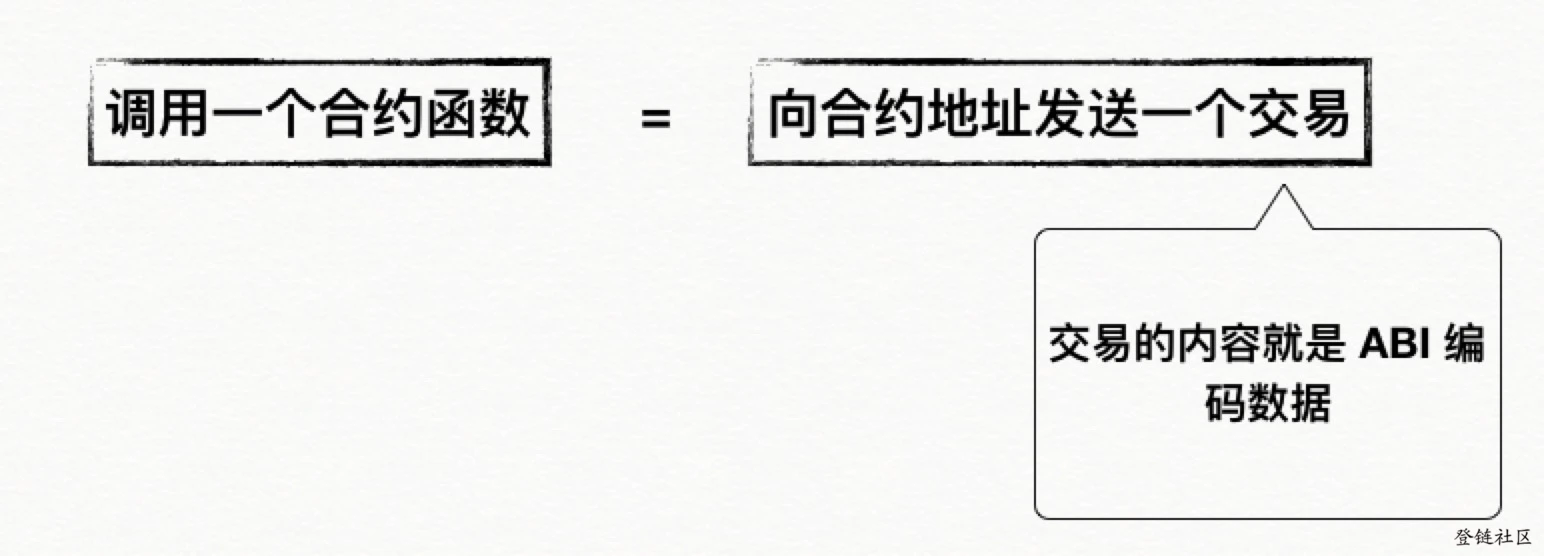 调用一个合约函数 = 向合约地址发送一个交易
交易的内容就是 ABI 编
码数据
登链社区